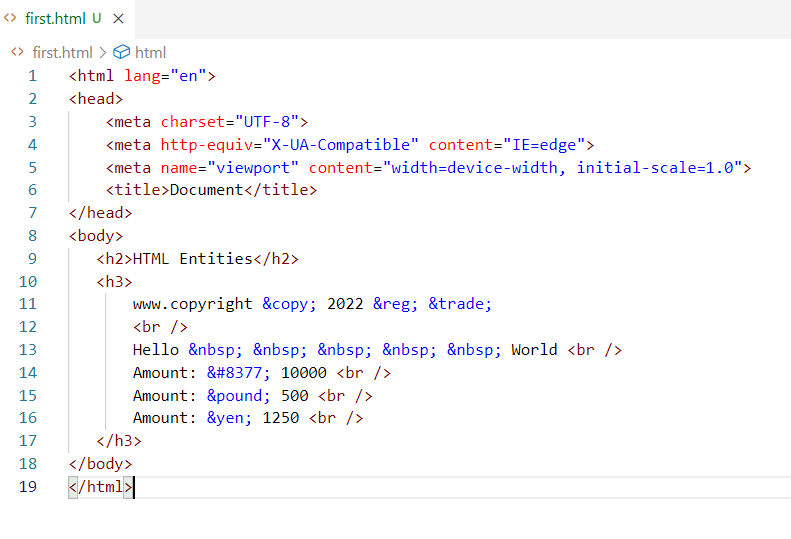 <> first.html U ×
<> first.html > html
1 <html lang="en">
2 <head>
3     <meta charset="UTF-8">
4     <meta http-equiv="X-UA-Compatible" content="IE=edge">
5     <meta name="viewport" content="width=device-width, initial-scale=1.0">
6     <title>Document</title>
7 </head>
8 <body>
9    <h2>HTML Entities</h2>
10    <h3>
11        www.copyright &copy; 2022 &reg; &trade;
12        <br />
13        Hello &nbsp; &nbsp; &nbsp; &nbsp; &nbsp; World <br />
14        Amount: &#8377; 10000 <br />
15        Amount: &pound; 500 <br />
16        Amount: &yen; 1250 <br />
17    </h3>
18 </body>
19 </html>